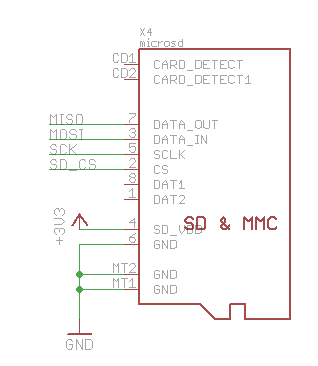 X4
microsd
CD1 CARD_DETECT
CD2 CARD_DETECT1
MISO 7 DATA_OUT
MOSI 3 DATA_IN
SCK 5 SCLK
SD_CS 2 CS
8 DAT1
1 DAT2
SD & MMC
+3V3 4 SD_VDD
6 GND
MT2 GND
MT1 GND
GND